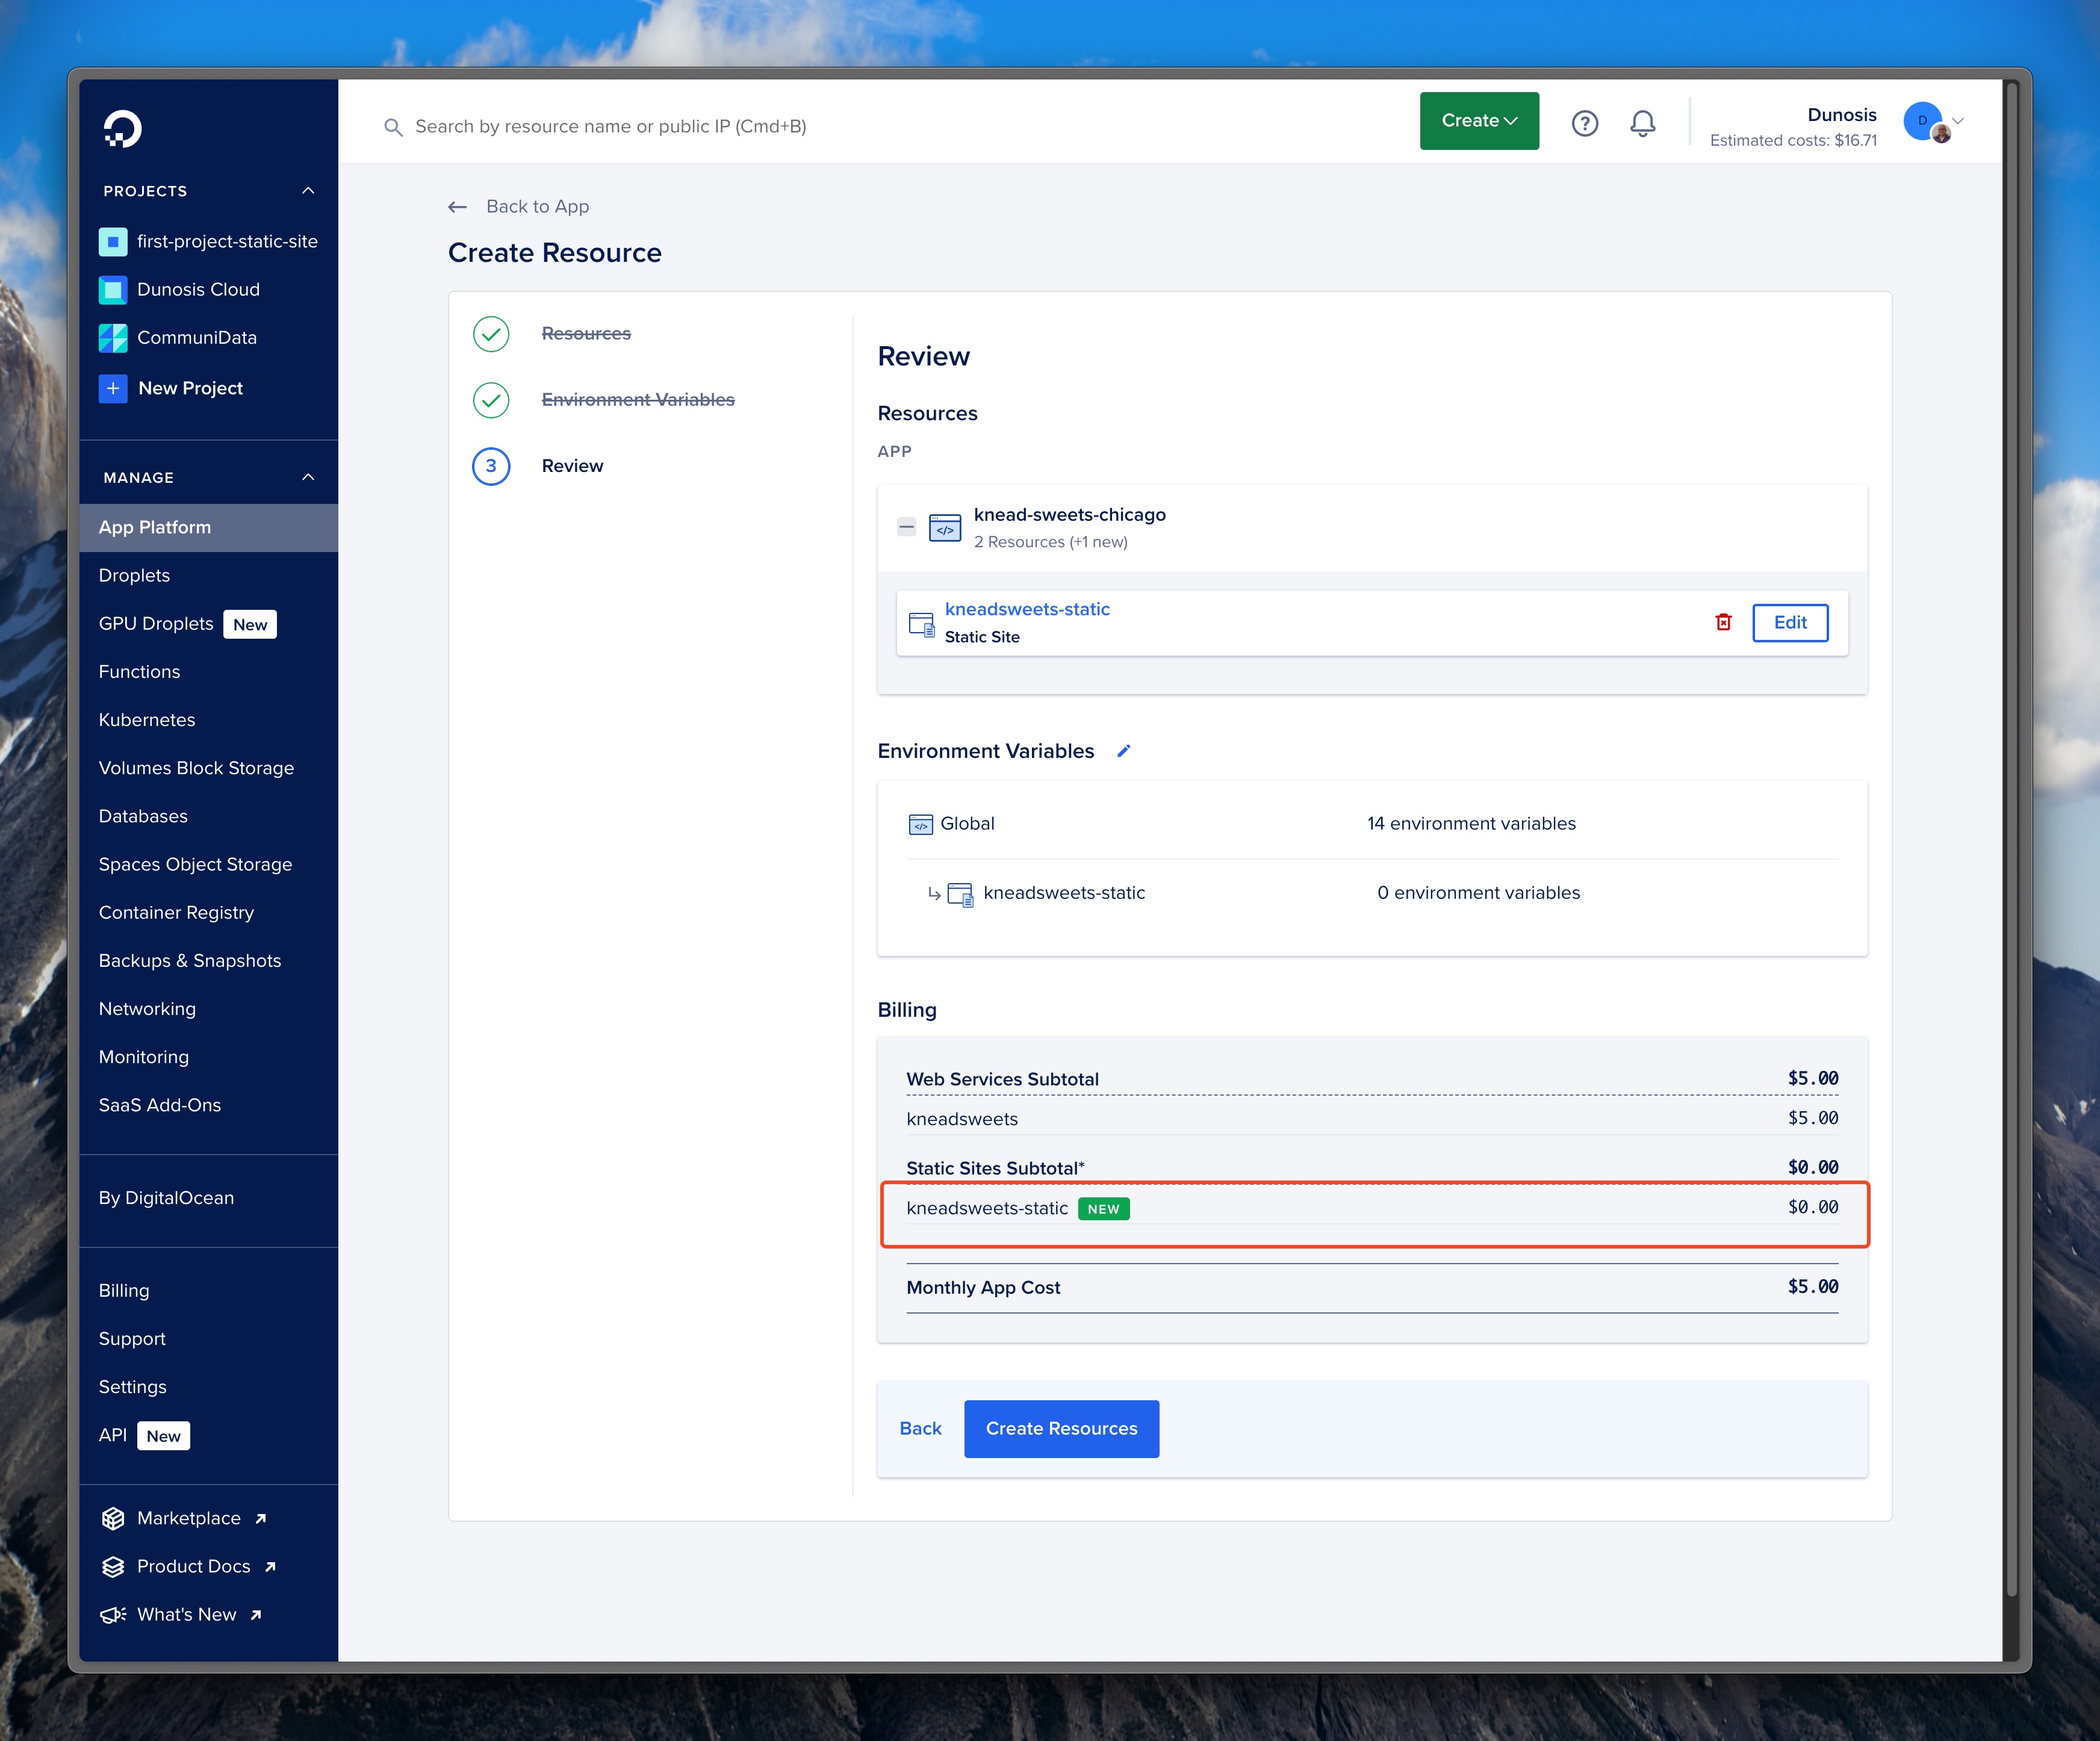 PROJECTS
first-project-static-site
Dunosis Cloud
CommuniData
+ New Project
MANAGE
App Platform
Droplets
GPU Droplets New
Functions
Kubernetes
Volumes Block Storage
Databases
Spaces Object Storage
Container Registry
Backups & Snapshots
Networking
Monitoring
SaaS Add-Ons
By DigitalOcean
Billing
Support
Settings
API New
Marketplace
Product Docs
What's New
Search by resource name or public IP (Cmd+B)
Create
?
Dunosis
Estimated costs: $16.71
D
← Back to App
Create Resource
Resources
Environment Variables
3 Review
Review
Resources
APP
</>
knead-sweets-chicago
2 Resources (+1 new)
kneadsweets-static
Static Site
Edit
Environment Variables
</> Global 14 environment variables
kneadsweets-static 0 environment variables
Billing
Web Services Subtotal $5.00
kneadsweets $5.00
Static Sites Subtotal* $0.00
kneadsweets-static NEW $0.00
Monthly App Cost $5.00
Back Create Resources